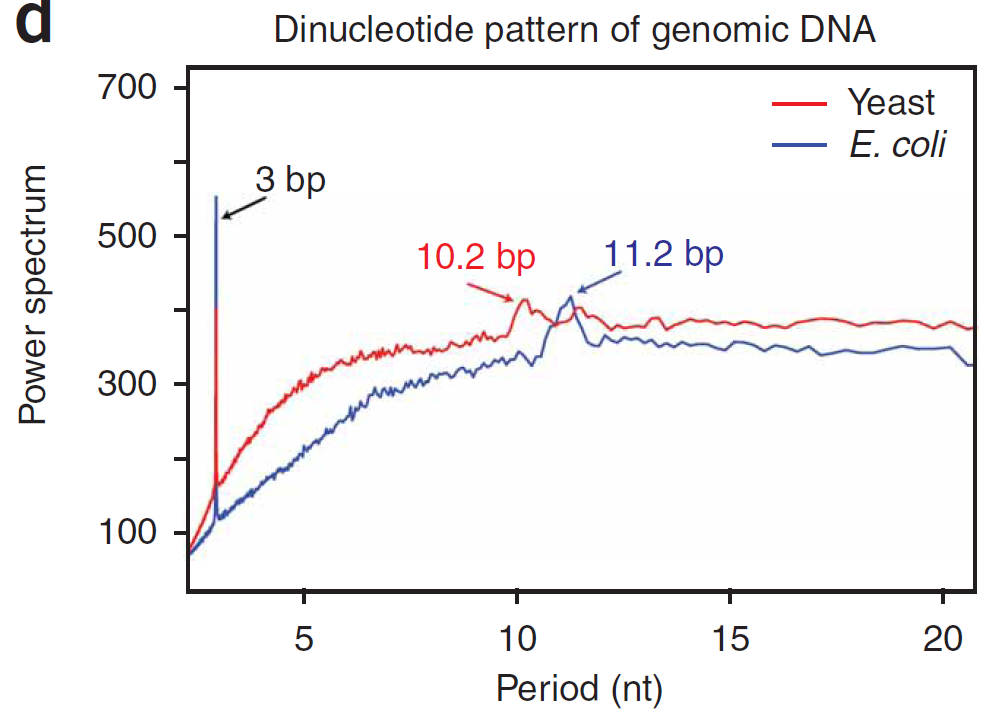 d
Dinucleotide pattern of genomic DNA
700
500
300
100
Power spectrum
Yeast
E. coli
3 bp
10.2 bp
11.2 bp
5 10 15 20
Period (nt)